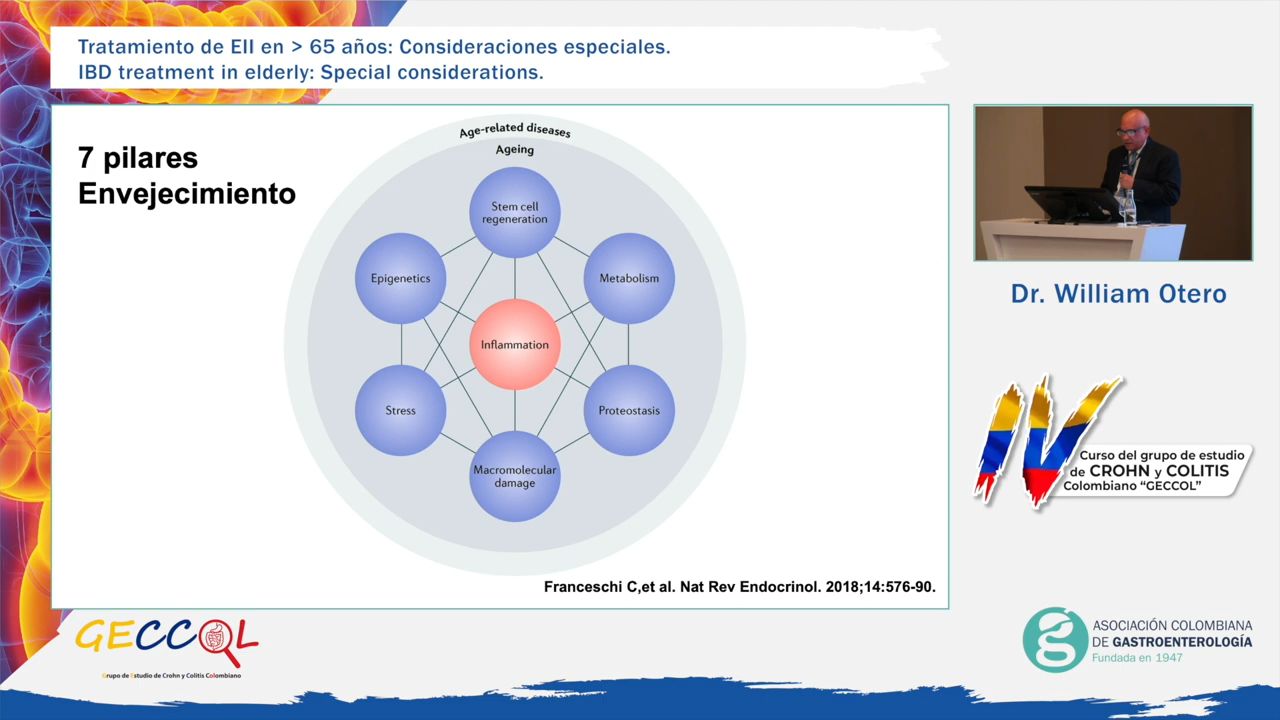 Tratamiento de EII en > 65 años: Consideraciones especiales.
IBD treatment in elderly: Special considerations.
7 pilares
Envejecimiento
Age-related diseases
Ageing
Stem cell
regeneration
Epigenetics
Metabolism
Inflammation
Stress
Proteostasis
Macromolecular
damage
Franceschi C,et al. Nat Rev Endocrinol. 2018;14:576-90.
Dr. William Otero
IV
Curso del grupo de estudio
de CROHN y COLITIS
Colombiano “GECCOL”
GECCOL
Grupo de Estudio de Crohn y Colitis Colombiano
ASOCIACIÓN COLOMBIANA
DE GASTROENTEROLOGÍA
Fundada en 1947